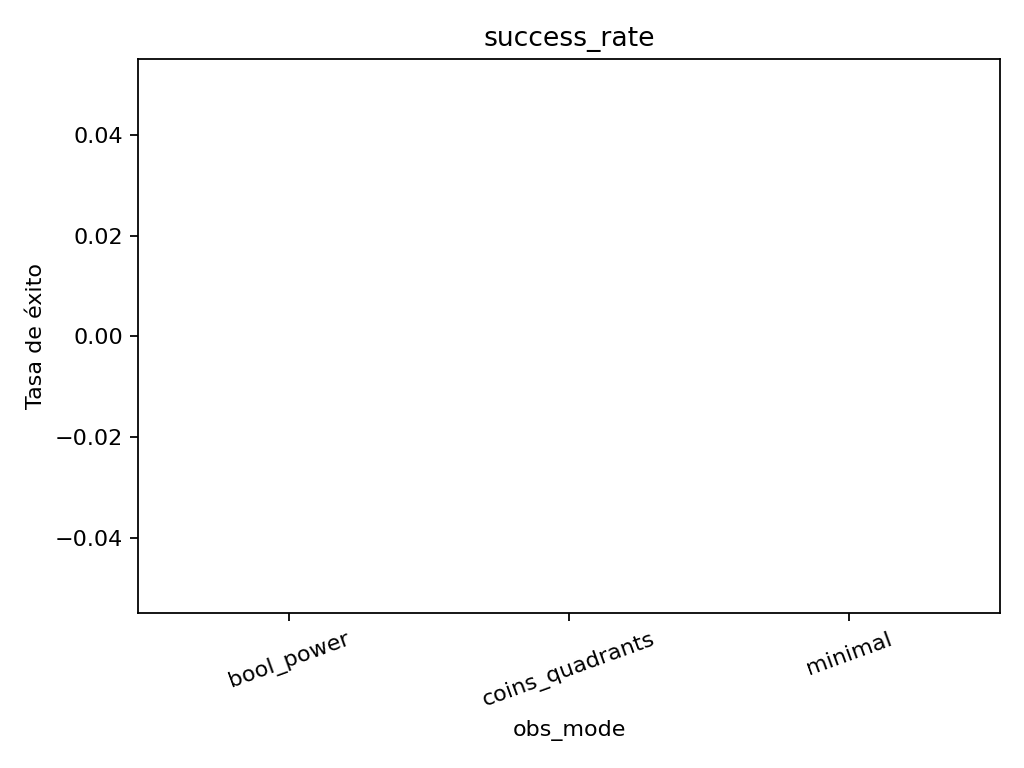 success_rate
Tasa de éxito
0.04
0.02
0.00
−0.02
−0.04
bool_power
coins_quadrants
minimal
obs_mode